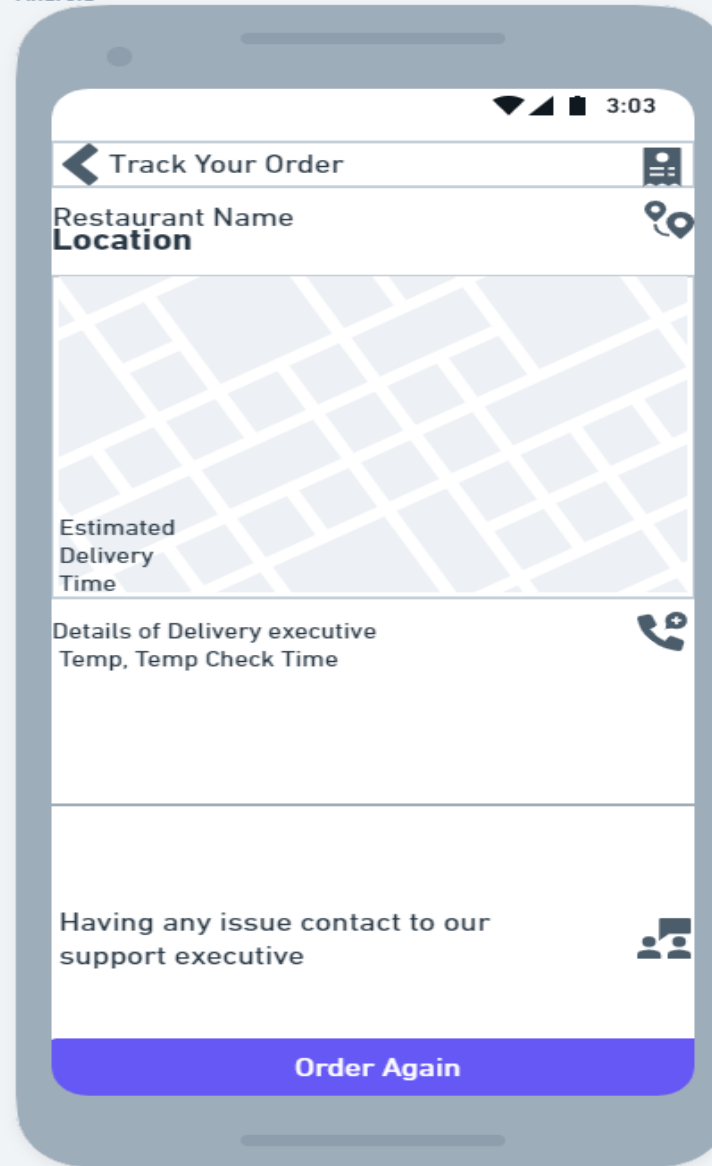 3:03
Track Your Order
Restaurant Name
Location
Estimated
Delivery
Time
Details of Delivery executive
Temp, Temp Check Time
Having any issue contact to our
support executive
Order Again